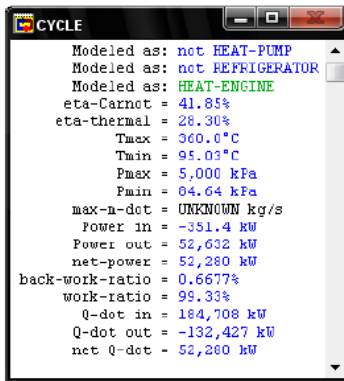 CYCLE
Modeled as: not HEAT-PUMP
Modeled as: not REFRIGERATOR
Modeled as: HEAT-ENGINE
eta-Carnot = 41.85%
eta-thermal = 28.30%
Tmax = 360.0°C
Tmin = 95.03°C
Pmax = 5,000 kPa
Pmin = 84.64 kPa
max-n-dot = UNKNOWN kg/s
Power in = -351.4 kW
Power out = 52,632 kW
net-power = 52,280 kW
back-work-ratio = 0.6677%
work-ratio = 99.33%
Q-dot in = 184,708 kW
Q-dot out = -132,427 kW
net Q-dot = 52,280 kW